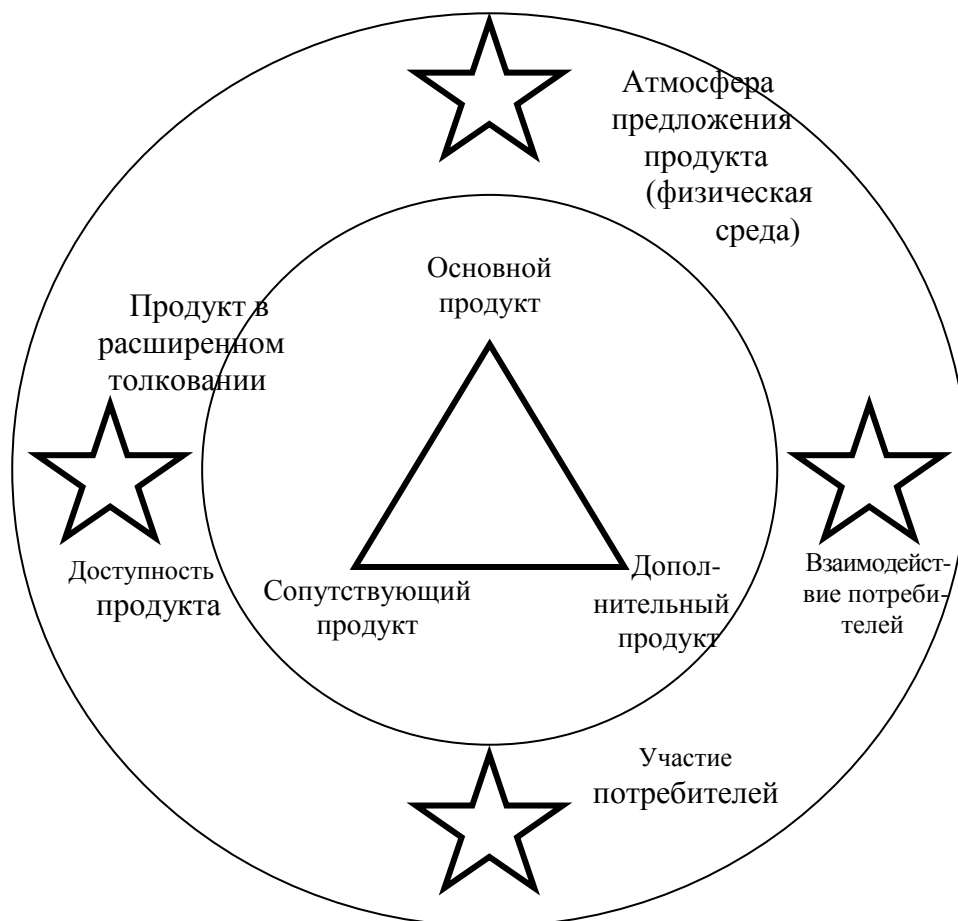 Атмосфера
предложения
продукта
(физическая
среда)
Основной
продукт
Продукт в
расширенном
толковании
Доступность
продукта
Сопутствующий
продукт
Допол-
нительный
продукт
Взаимодейст-
вие потреби-
телей
Участие
потребителей